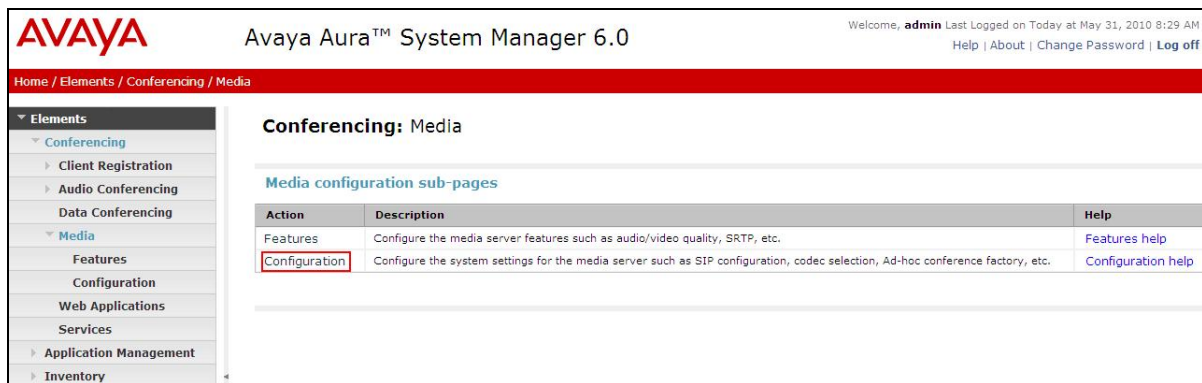 AVAYA
Avaya Aura™ System Manager 6.0
Welcome, admin Last Logged on Today at May 31, 2010 8:29 AM
Help | About | Change Password | Log off
Home / Elements / Conferencing / Media
Elements
Conferencing
Client Registration
Audio Conferencing
Data Conferencing
Media
Features
Configuration
Web Applications
Services
Application Management
Inventory
Conferencing: Media
Media configuration sub-pages
Action Description Help
Features Configure the media server features such as audio/video quality, SRTP, etc. Features help
Configuration Configure the system settings for the media server such as SIP configuration, codec selection, Ad-hoc conference factory, etc. Configuration help